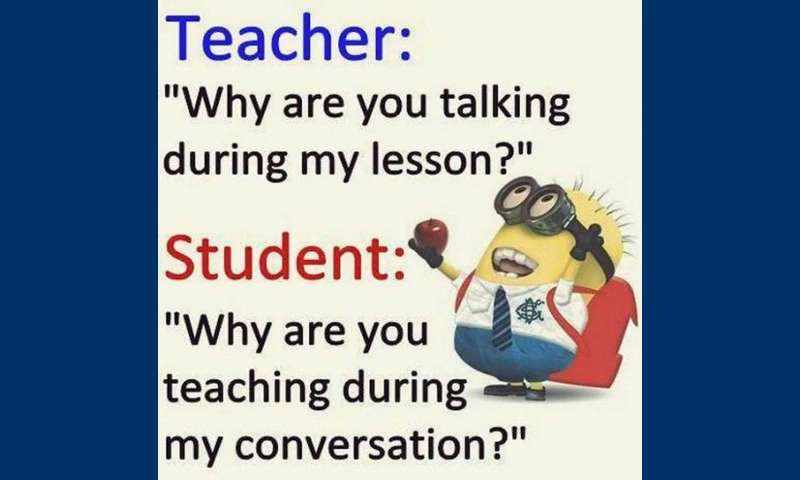 Teacher:
"Why are you talking
during my lesson?"
Student:
"Why are you
teaching during
my conversation?"